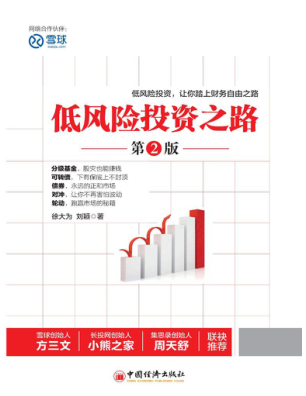 网络合作伙伴:
雪球
低风险投资，让你踏上财务自由之路
低风险投资之路
第2版
分级基金，股灾也能赚钱
可转债，下有保底上不封顶
债券，永远的正和市场
对冲，让你不再害怕波动
轮动，跑赢市场的秘籍
徐大为 刘颖 著
雪球创始人
方三文
长投网创始人
小熊之家
集思录创始人
周天舒
联袂
推荐
中国经济出版社